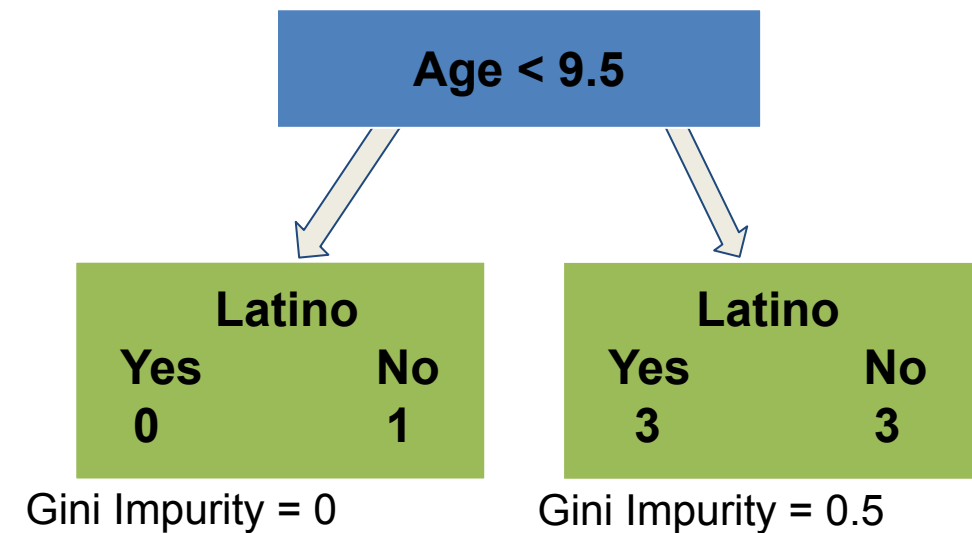 Age < 9.5
Latino
Yes No
0 1
Gini Impurity = 0
Latino
Yes No
3 3
Gini Impurity = 0.5